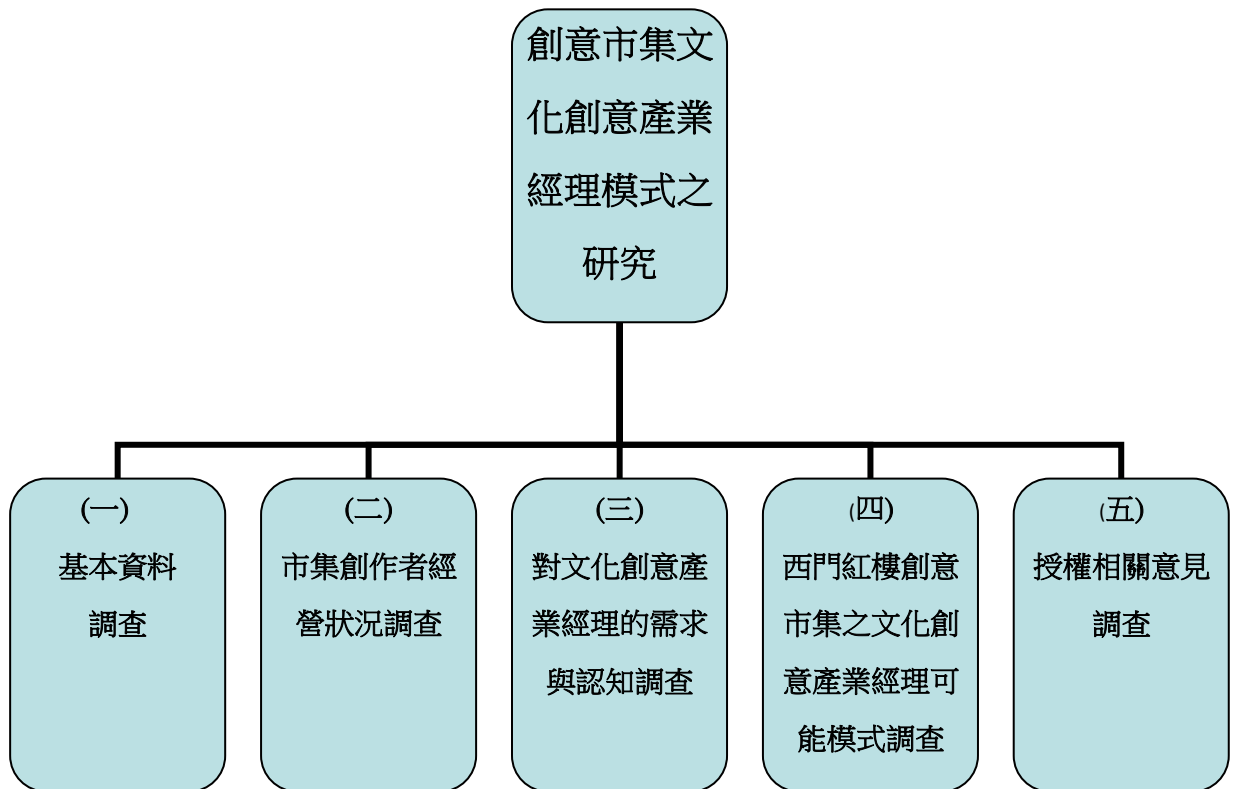 創意市集文
化創意產業
經理模式之
研究
(一)
基本資料
調查
(二)
市集創作者經
營狀況調查
(三)
對文化創意產
業經理的需求
與認知調查
(四)
西門紅樓創意
市集之文化創
意產業經理可
能模式調查
(五)
授權相關意見
調查